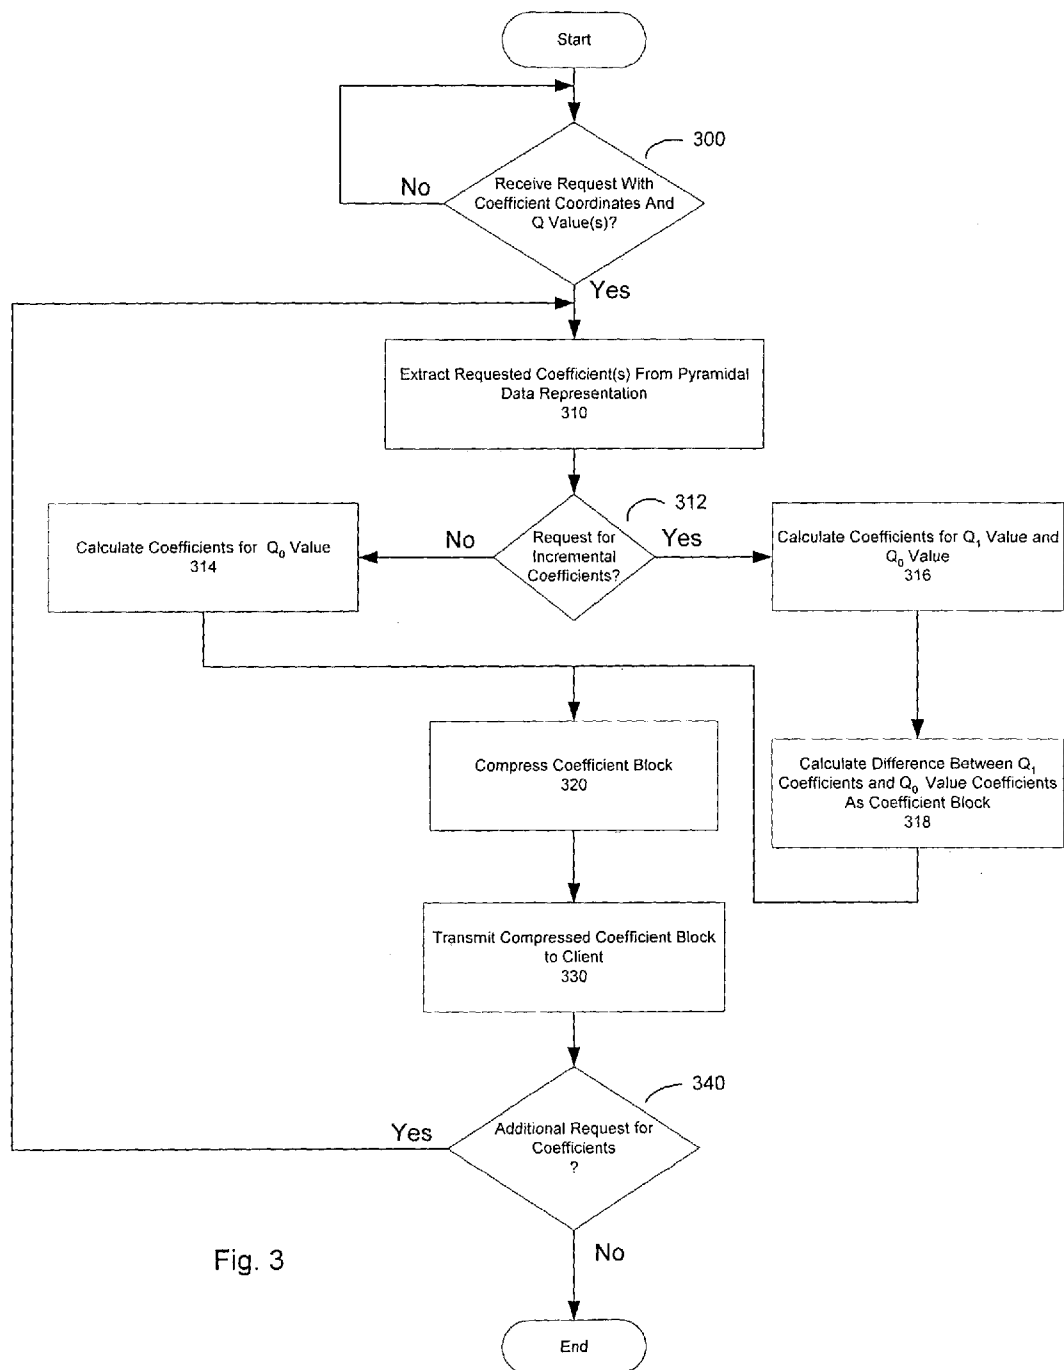 Start
300
Receive Request With
Coefficient Coordinates And
Q Value(s)?
No
Yes
Extract Requested Coefficient(s) From Pyramidal
Data Representation
310
312
Request for
Incremental
Coefficients?
No
Yes
Calculate Coefficients for Q0 Value
314
Calculate Coefficients for Q1 Value and
Q0 Value
316
Compress Coefficient Block
320
Calculate Difference Between Q1
Coefficients and Q0 Value Coefficients
As Coefficient Block
318
Transmit Compressed Coefficient Block
to Client
330
340
Additional Request for
Coefficients
?
Yes
No
Fig. 3
End